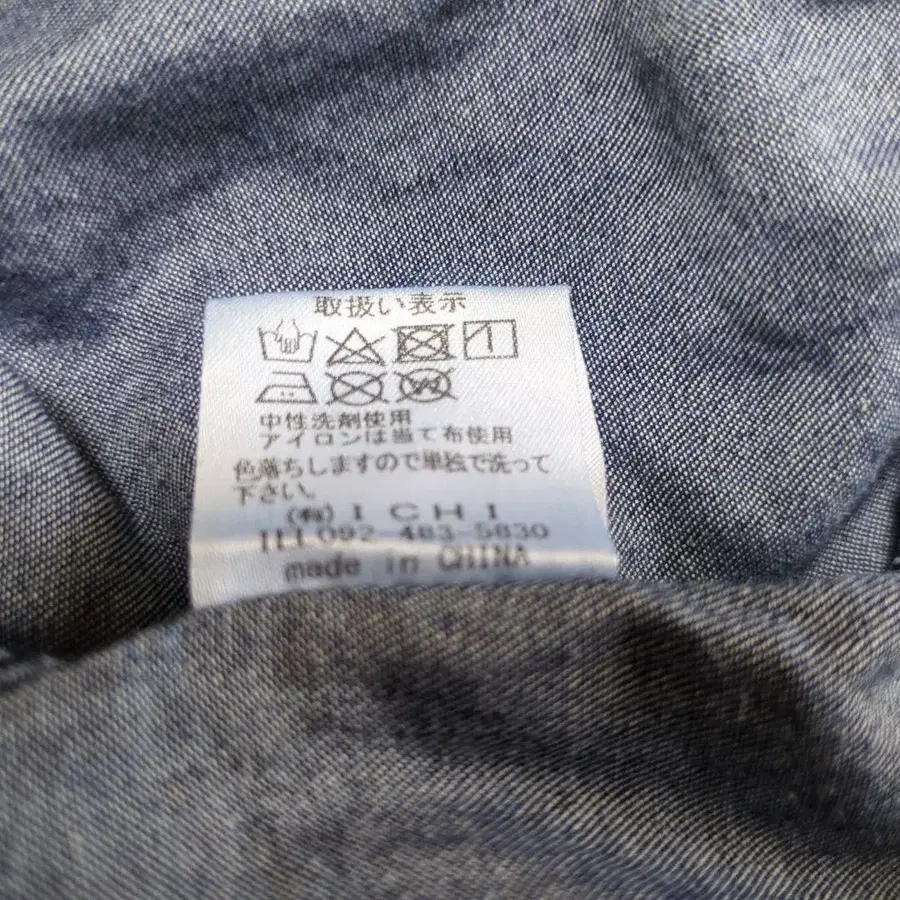 取扱い表示
中性洗剤使用
アイロンは当て布使用
色落ちしますので単独で洗って
下さい。
(有)ICHI
TEL 092-483-5830
made in CHINA